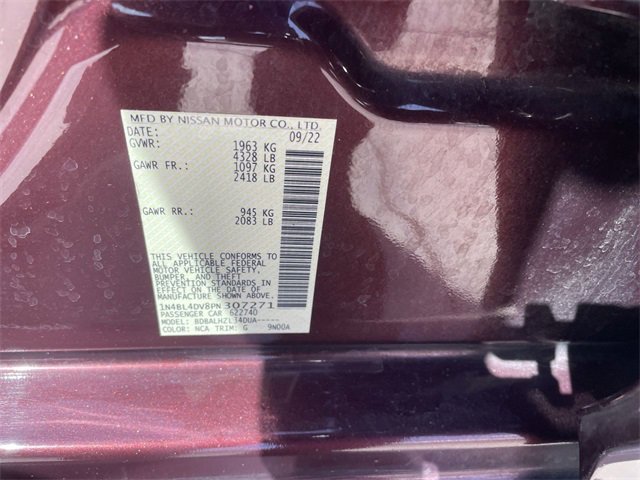 MFD BY NISSAN MOTOR CO., LTD.
DATE: 09/22
GVWR: 1963 KG
4328 LB
GAWR FR.: 1097 KG
2418 LB
GAWR RR.: 945 KG
2083 LB
THIS VEHICLE CONFORMS TO
ALL APPLICABLE FEDERAL
MOTOR VEHICLE SAFETY,
BUMPER, AND THEFT
PREVENTION STANDARDS IN
EFFECT ON THE DATE OF
MANUFACTURE SHOWN ABOVE.
1N4BL4DV8PN 307271
PASSENGER CAR 622740
MODEL: BDBALHZL34DUA-----
COLOR: NCA TRIM: G 9N00A